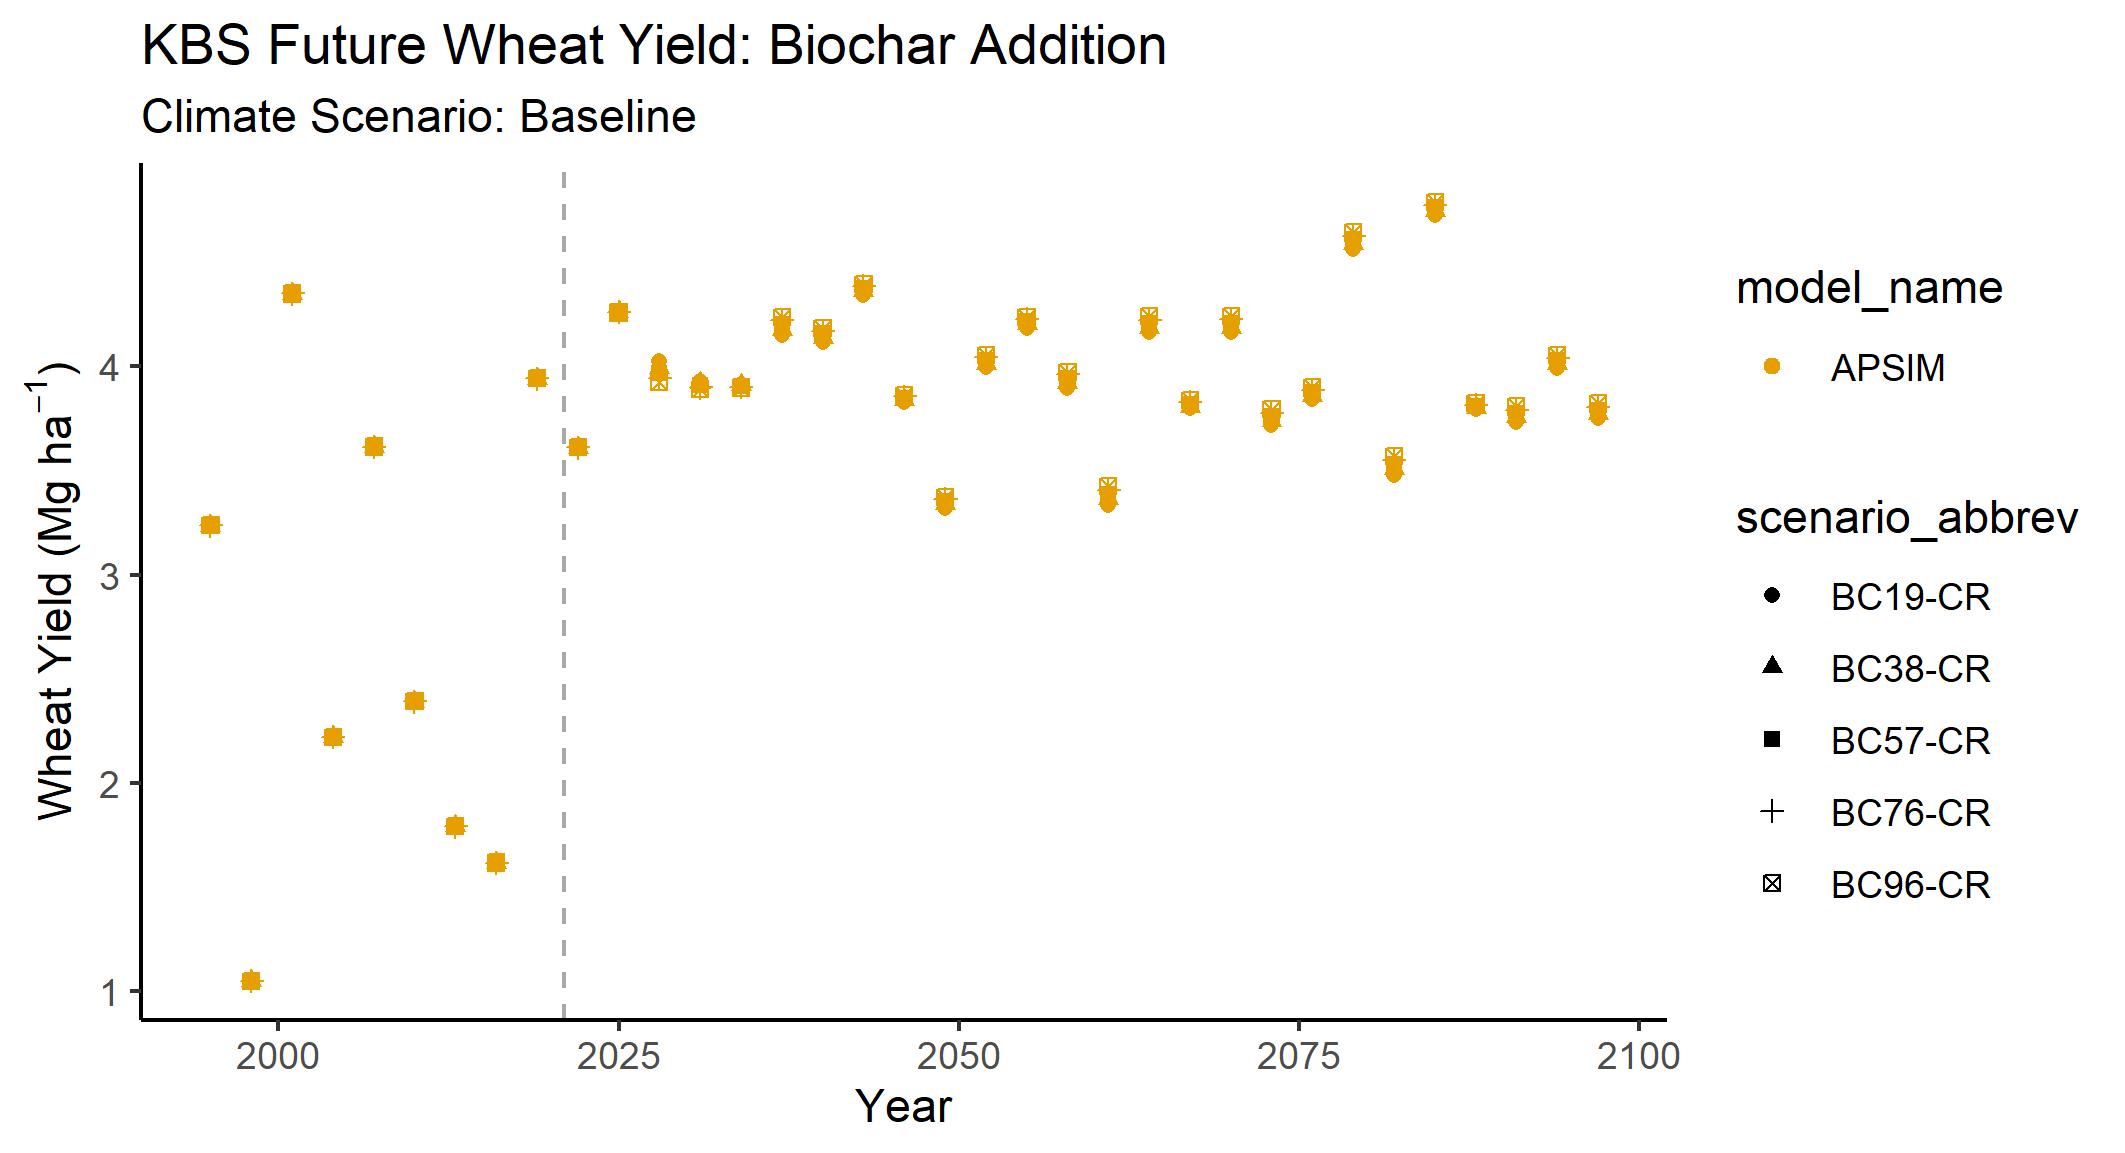 KBS Future Wheat Yield: Biochar Addition
Climate Scenario: Baseline
Wheat Yield (Mg ha⁻¹)
4
3
2
1
2000 2025 2050 2075 2100
Year
model_name
APSIM
scenario_abbrev
BC19-CR
BC38-CR
BC57-CR
BC76-CR
BC96-CR